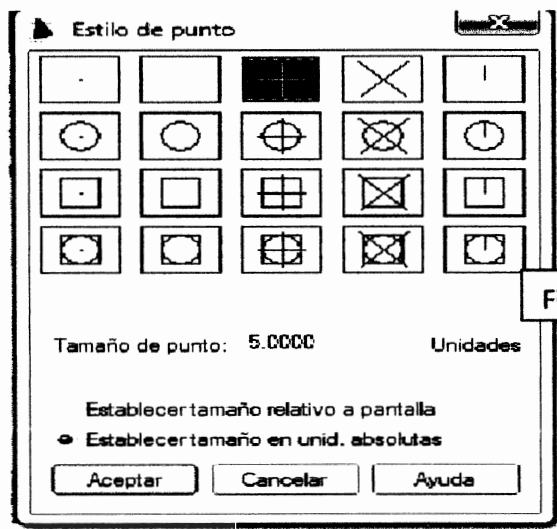 Estilo de punto
F
Tamaño de punto: 5.0000 Unidades
Establecer tamaño relativo a pantalla
Establecer tamaño en unid. absolutas
Aceptar Cancelar Ayuda